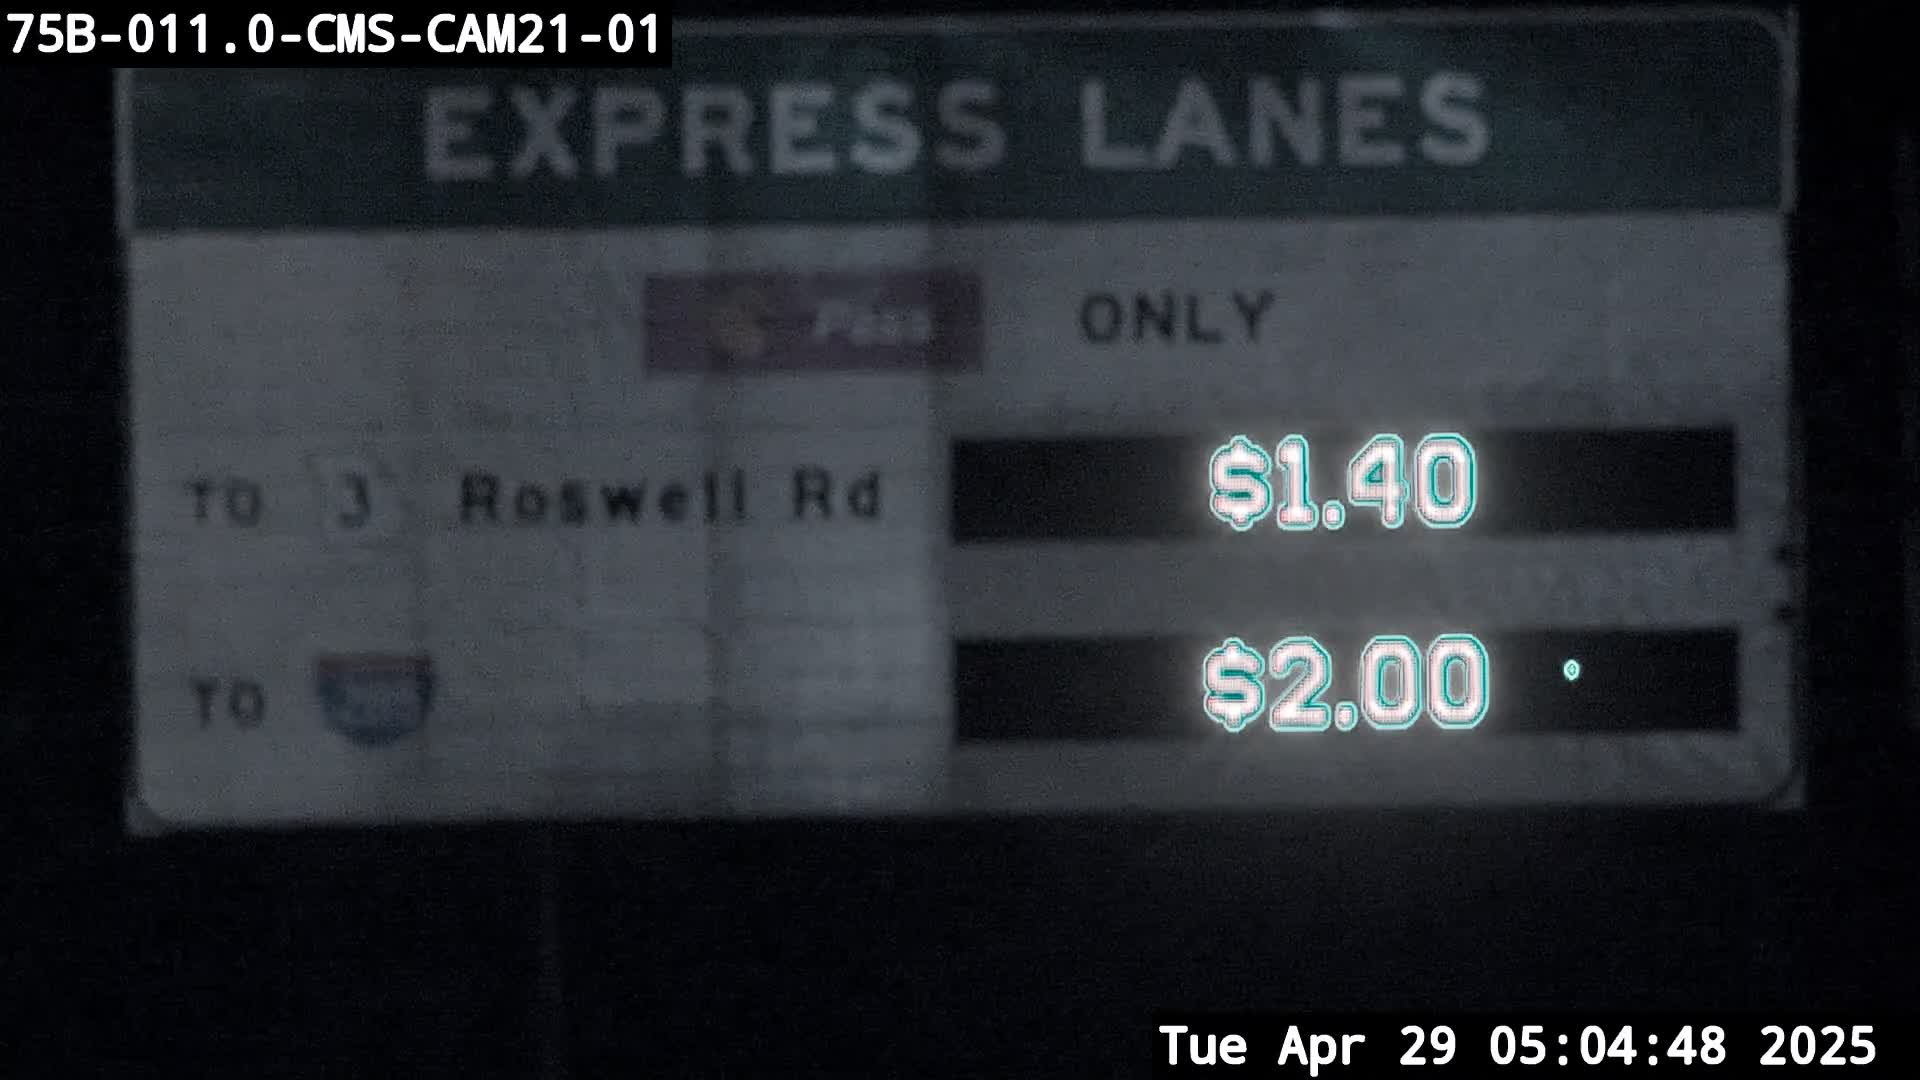 75B-011.0-CMS-CAM21-01
EXPRESS LANES
Pass ONLY
TO 3 Roswell Rd $1.40
TO $2.00
Tue Apr 29 05:04:48 2025